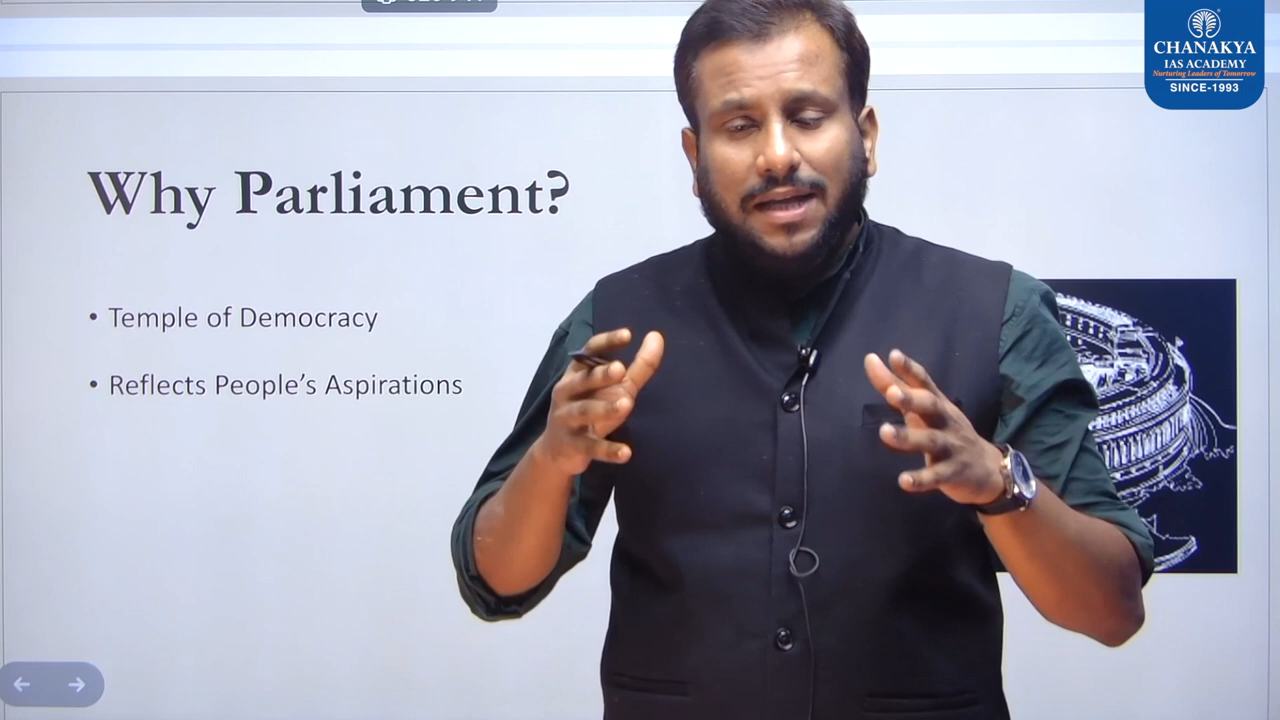 CHANAKYA
IAS ACADEMY
Nurturing Leaders of Tomorrow
SINCE-1993
Why Parliament?
• Temple of Democracy
• Reflects People's Aspirations